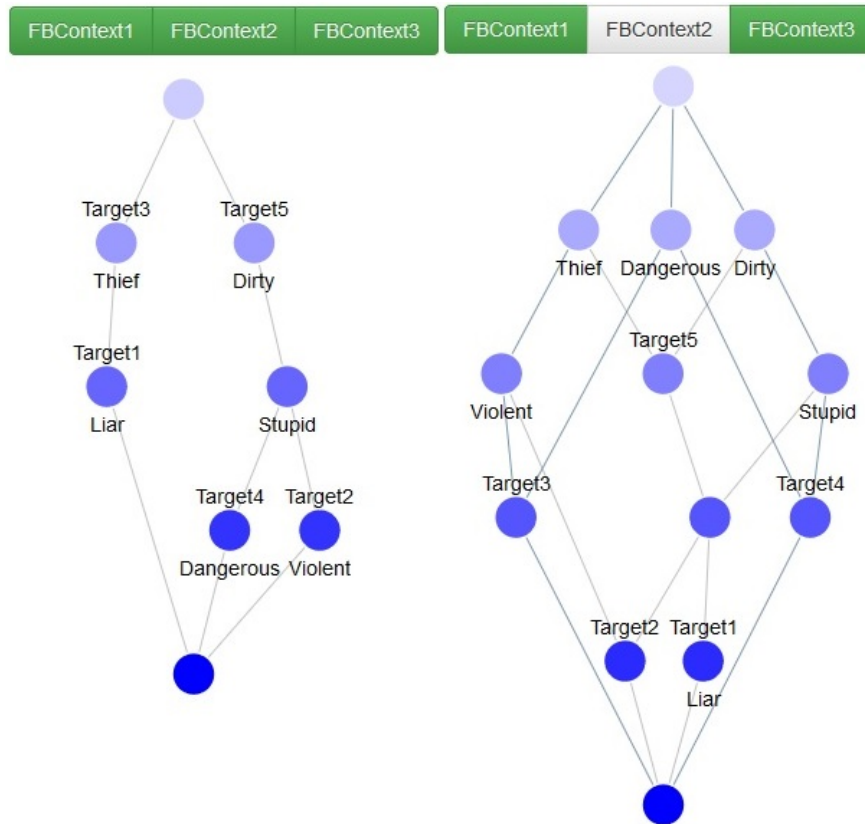 FBContext1 FBContext2 FBContext3
Target3 Target5
Thief Dirty
Target1
Liar Stupid
Target4 Target2
Dangerous Violent
FBContext1 FBContext2 FBContext3
Thief Dangerous Dirty
Target5
Violent Stupid
Target3 Target4
Target2 Target1
Liar